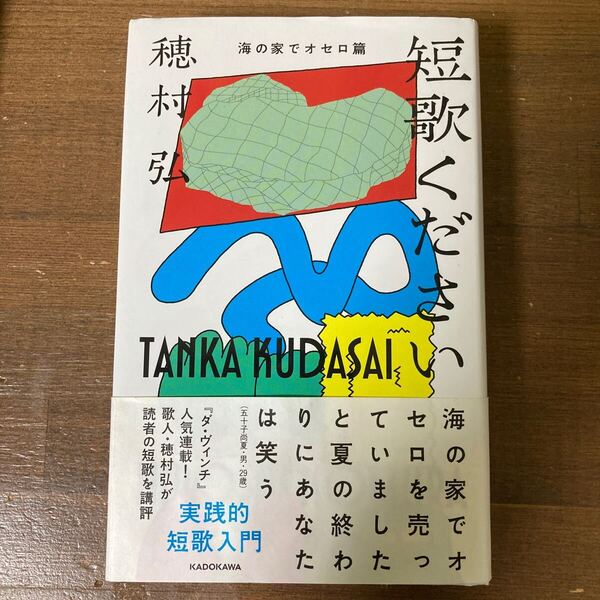 短歌ください
海の家でオセロ篇
穂村弘
TANKA KUDASAI
海の家でオ
セロを売っ
ていました
と夏の終わ
りにあなた
は笑う
（五十子尚夏・男・29歳）
『ダ・ヴィンチ』
人気連載！
歌人・穂村弘が
読者の短歌を講評
実践的
短歌入門
KADOKAWA